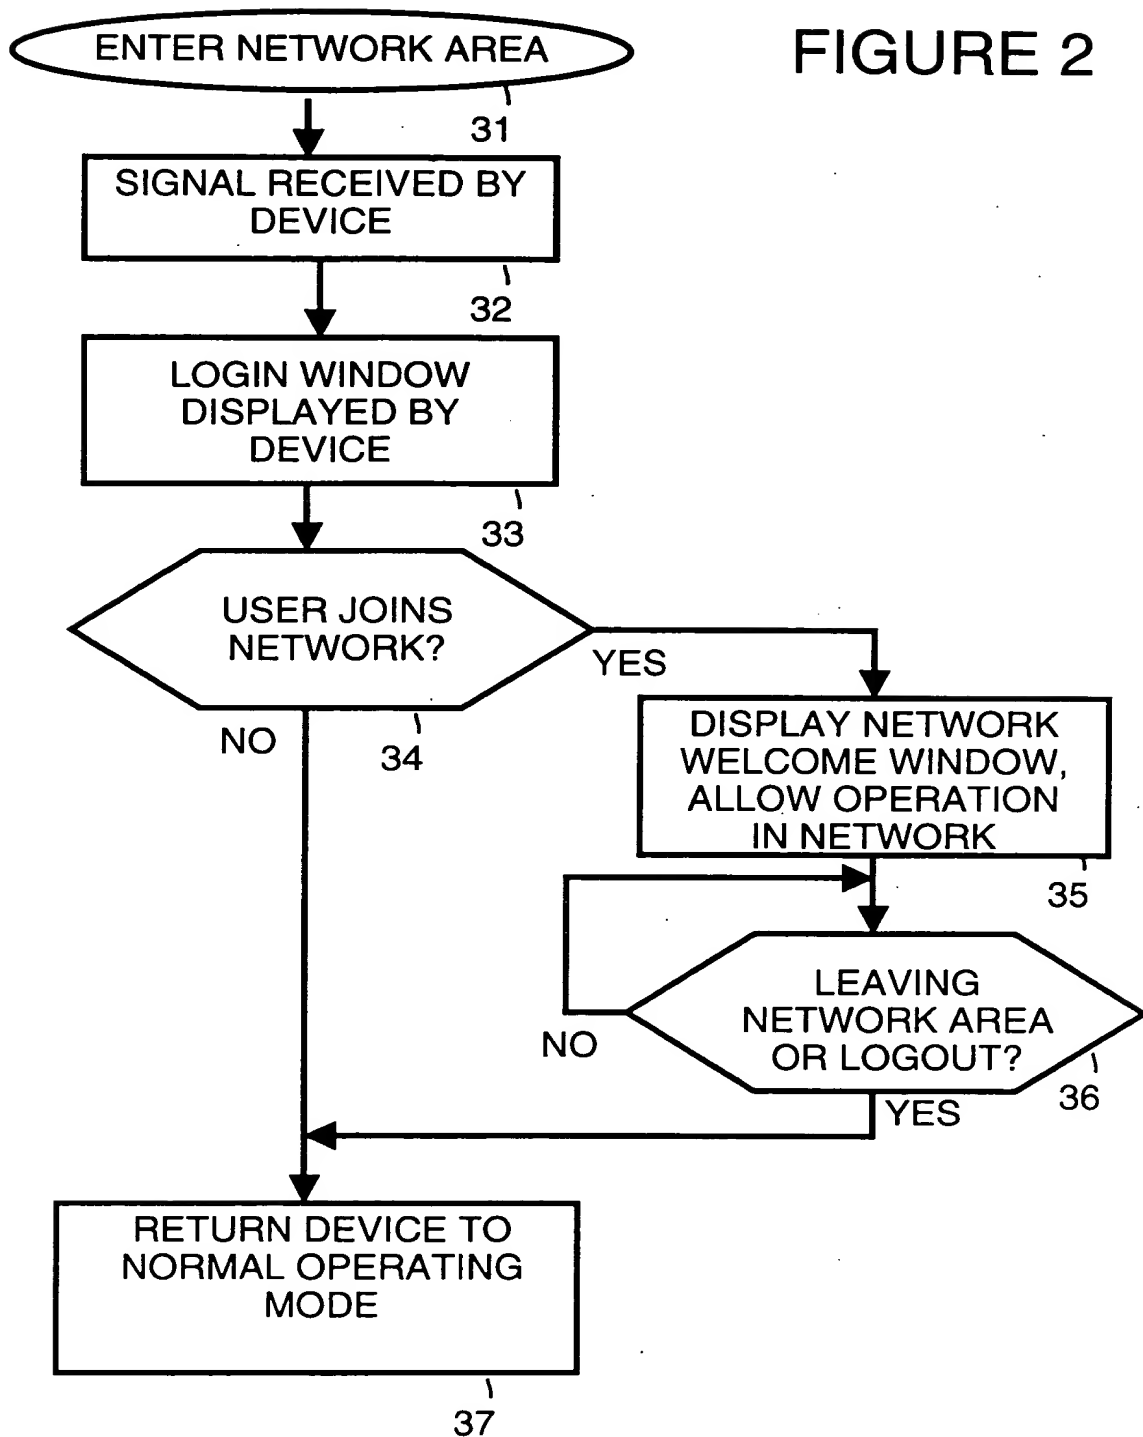 ENTER NETWORK AREA
FIGURE 2
31
SIGNAL RECEIVED BY
DEVICE
32
LOGIN WINDOW
DISPLAYED BY
DEVICE
33
USER JOINS
NETWORK?
YES
NO
34
DISPLAY NETWORK
WELCOME WINDOW,
ALLOW OPERATION
IN NETWORK
35
LEAVING
NETWORK AREA
OR LOGOUT?
NO
36
YES
RETURN DEVICE TO
NORMAL OPERATING
MODE
37